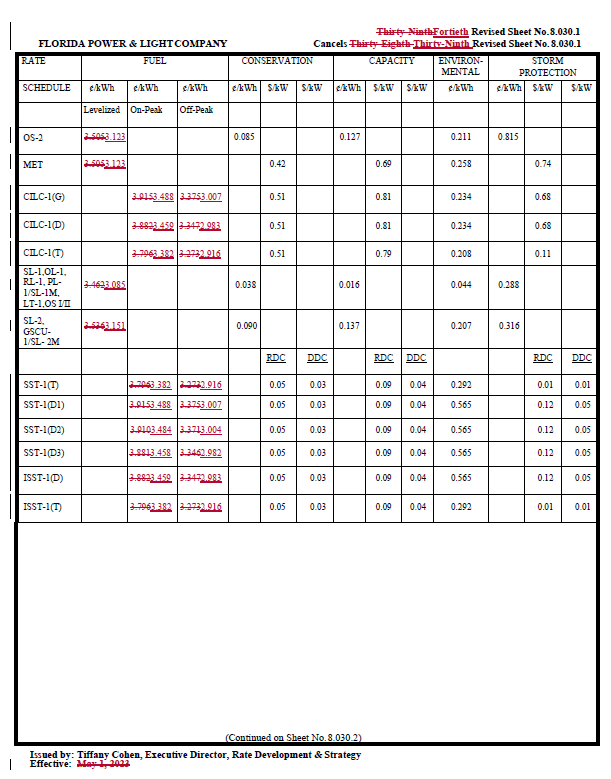 Thirty-NinthFortieth Revised Sheet No. 8.030.1
FLORIDA POWER & LIGHT COMPANY Cancels Thirty-Eighth Thirty-Ninth Revised Sheet No. 8.030.1
RATE FUEL CONSERVATION CAPACITY ENVIRON-MENTAL STORM PROTECTION
SCHEDULE ¢/kWh ¢/kWh ¢/kWh ¢/kWh $/kW $/kW ¢/kWh $/kW $/kW ¢/kWh ¢/kWh $/kW $/kW
Levelized On-Peak Off-Peak
OS-2 3.5053.123 0.085 0.127 0.211 0.815
MET 3.5053.123 0.42 0.69 0.258 0.74
CILC-1(G) 3.9153.488 3.3753.007 0.51 0.81 0.234 0.68
CILC-1(D) 3.8823.459 3.3472.983 0.51 0.81 0.234 0.68
CILC-1(T) 3.7963.382 3.2732.916 0.51 0.79 0.208 0.11
SL-1,OL-1,
RL-1, PL-
1/SL-1M,
LT-1,OS I/II 3.4623.085 0.038 0.016 0.044 0.288
SL-2,
GSCU-
1/SL- 2M 3.5363.151 0.090 0.137 0.207 0.316
RDC DDC RDC DDC RDC DDC
SST-1(T) 3.7963.382 3.2732.916 0.05 0.03 0.09 0.04 0.292 0.01 0.01
SST-1(D1) 3.9153.488 3.3753.007 0.05 0.03 0.09 0.04 0.565 0.12 0.05
SST-1(D2) 3.9103.484 3.3713.004 0.05 0.03 0.09 0.04 0.565 0.12 0.05
SST-1(D3) 3.8813.458 3.3462.982 0.05 0.03 0.09 0.04 0.565 0.12 0.05
ISST-1(D) 3.8823.459 3.3472.983 0.05 0.03 0.09 0.04 0.565 0.12 0.05
ISST-1(T) 3.7963.382 3.2732.916 0.05 0.03 0.09 0.04 0.292 0.01 0.01
(Continued on Sheet No. 8.030.2)
Issued by: Tiffany Cohen, Executive Director, Rate Development & Strategy
Effective: May 1, 2023